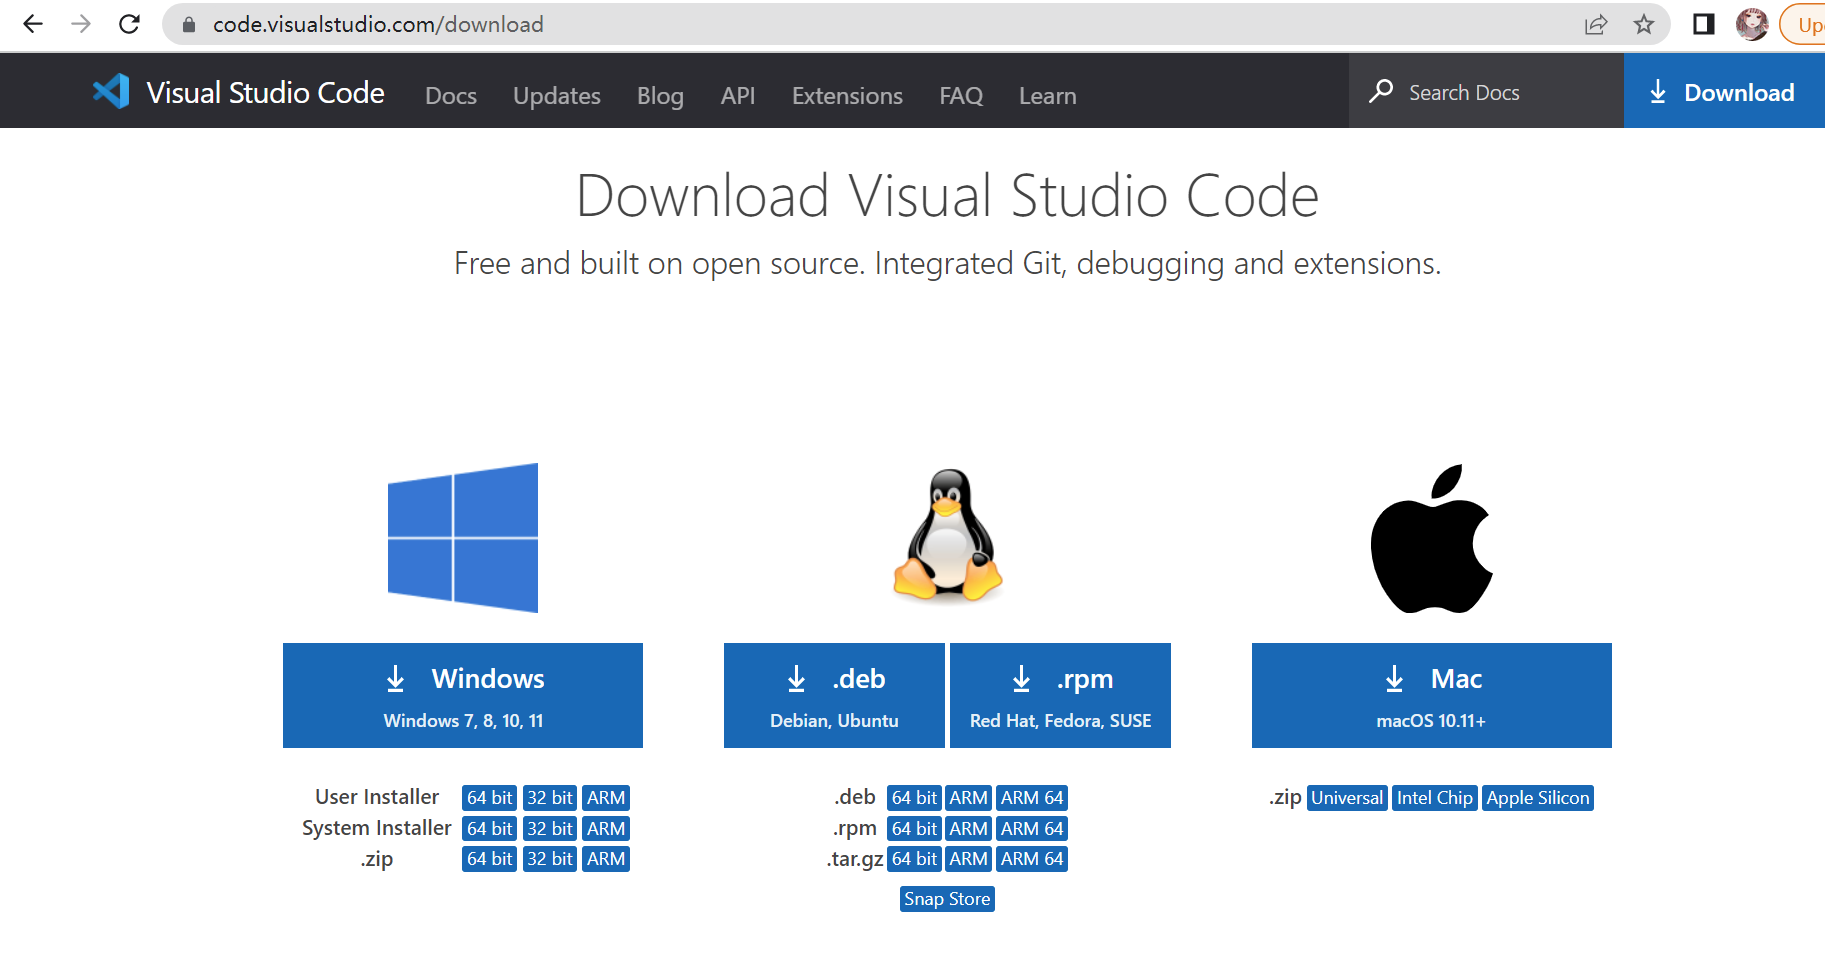 code.visualstudio.com/download
Up
Visual Studio Code Docs Updates Blog API Extensions FAQ Learn Search Docs Download
Download Visual Studio Code
Free and built on open source. Integrated Git, debugging and extensions.
Windows
Windows 7, 8, 10, 11
.deb
Debian, Ubuntu
.rpm
Red Hat, Fedora, SUSE
Mac
macOS 10.11+
User Installer 64 bit 32 bit ARM
System Installer 64 bit 32 bit ARM
.zip 64 bit 32 bit ARM
.deb 64 bit ARM ARM 64
.rpm 64 bit ARM ARM 64
.tar.gz 64 bit ARM ARM 64
Snap Store
.zip Universal Intel Chip Apple Silicon